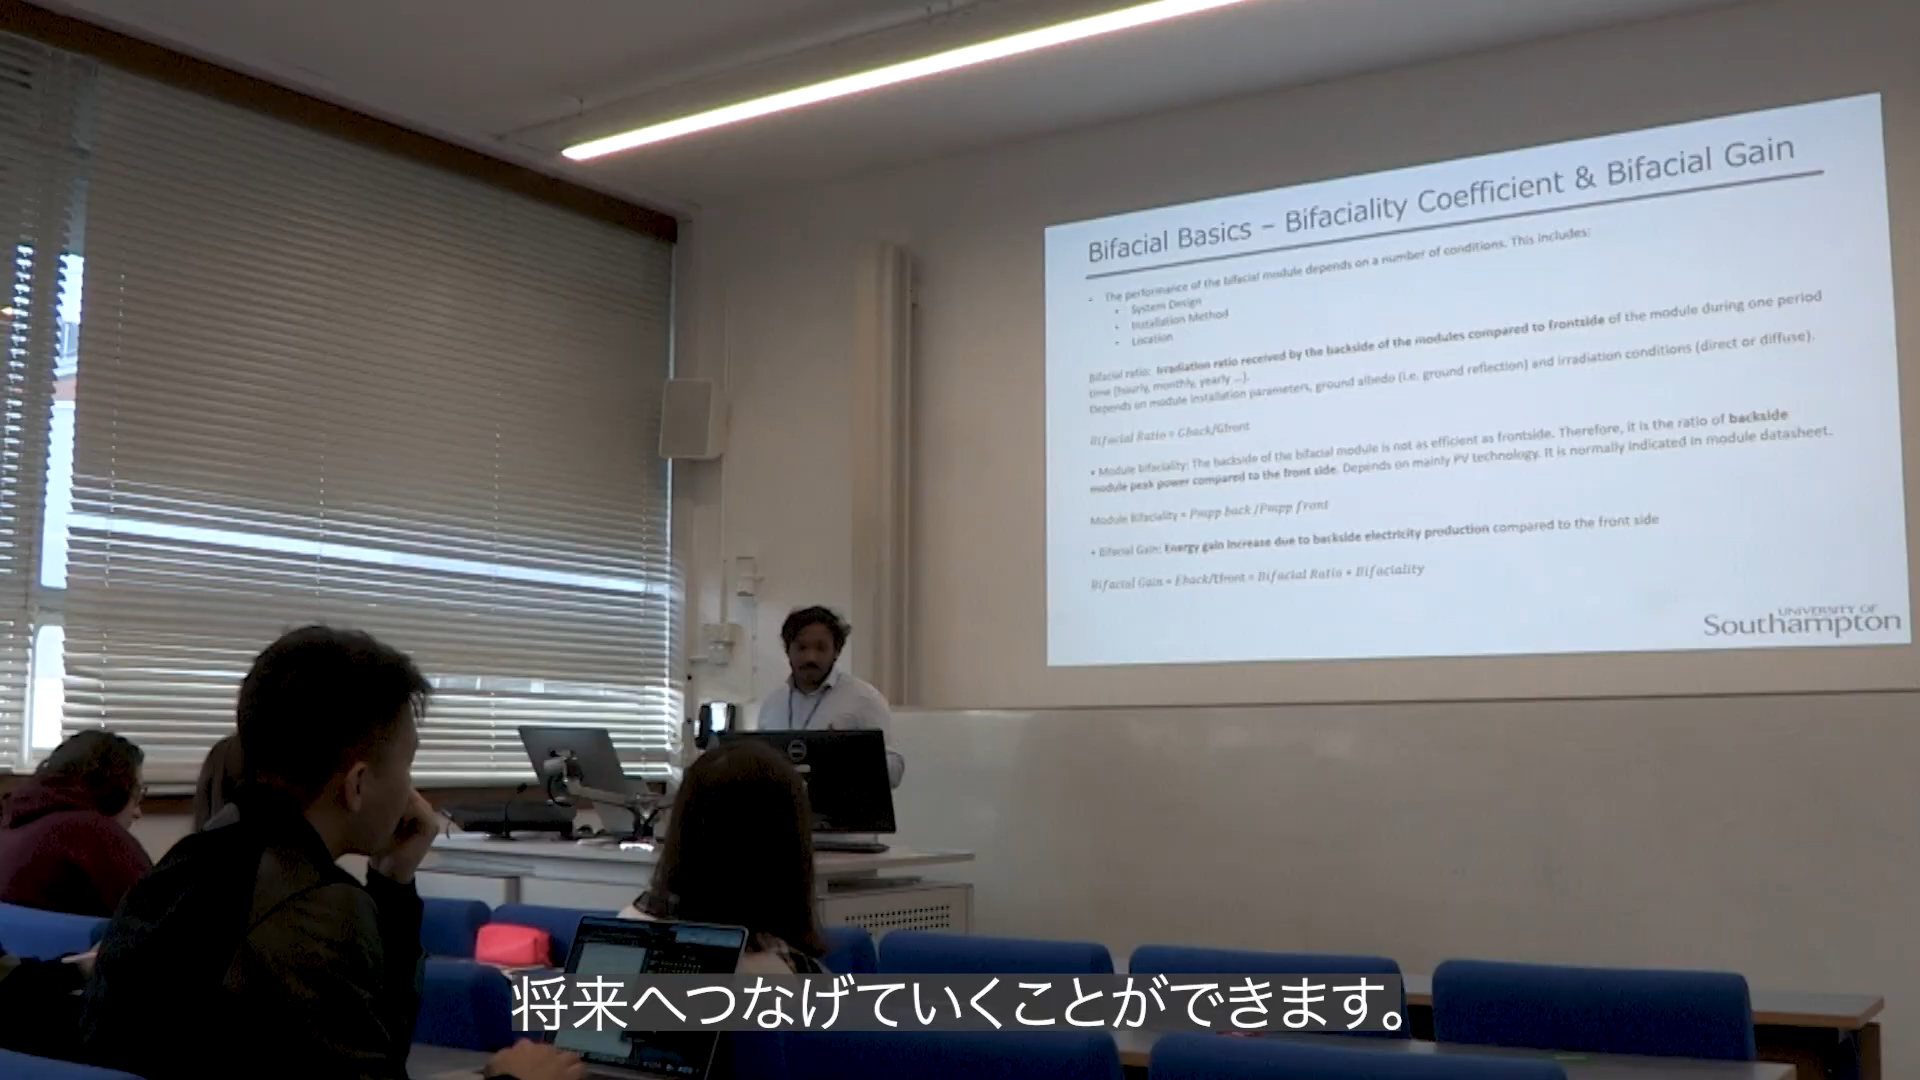 Bifacial Basics – Bifaciality Coefficient & Bifacial Gain
• The performance of the bifacial module depends on a number of conditions. This includes:
• System Design
• Installation Method
• Location
Bifacial ratio: Irradiation ratio received by the backside of the modules compared to frontside of the module during one period
time (hourly, monthly, yearly ...).
Depends on module installation parameters, ground albedo (i.e. ground reflection) and irradiation conditions (direct or diffuse).
Bifacial Ratio = Gback/Gfront
• Module bifaciality: The backside of the bifacial module is not as efficient as frontside. Therefore, it is the ratio of backside
module peak power compared to the front side. Depends on mainly PV technology. It is normally indicated in module datasheet.
Module Bifaciality = Pmpp back /Pmpp front
• Bifacial Gain: Energy gain increase due to backside electricity production compared to the front side
Bifacial Gain = Eback/Efront = Bifacial Ratio * Bifaciality
UNIVERSITY OF
Southampton
将来へつなげていくことができます。